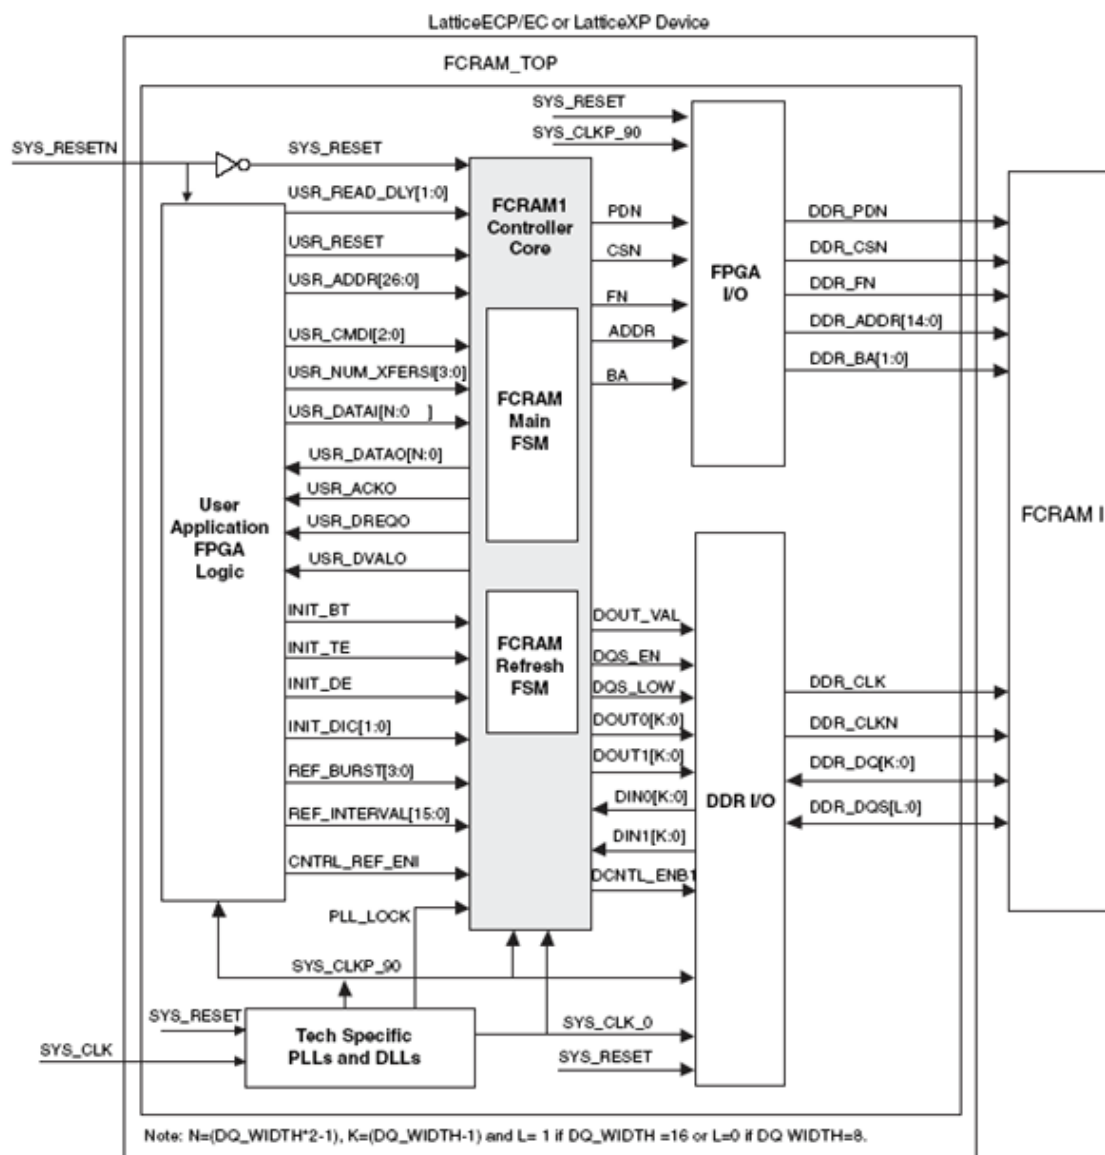 LatticeECP/EC or LatticeXP Device
FCRAM_TOP
SYS_RESET
SYS_CLKP_90
SYS_RESETN
SYS_RESET
USR_READ_DLY[1:0]
USR_RESET
USR_ADDR[26:0]
USR_CMDI[2:0]
USR_NUM_XFERSI[3:0]
USR_DATAI[N:0 ]
USR_DATAO[N:0]
USR_ACKO
USR_DREQO
USR_DVALO
INIT_BT
INIT_TE
INIT_DE
INIT_DIC[1:0]
REF_BURST[3:0]
REF_INTERVAL[15:0]
CNTRL_REF_ENI
PLL_LOCK
User
Application
FPGA
Logic
FCRAM1
Controller
Core
FCRAM
Main
FSM
FCRAM
Refresh
FSM
PDN
CSN
FN
ADDR
BA
FPGA
I/O
DDR_PDN
DDR_CSN
DDR_FN
DDR_ADDR[14:0]
DDR_BA[1:0]
FCRAM I
DOUT_VAL
DQS_EN
DQS_LOW
DOUT0[K:0]
DOUT1[K:0]
DIN0[K:0]
DIN1[K:0]
DCNTL_ENB1
DDR I/O
DDR_CLK
DDR_CLKN
DDR_DQ[K:0]
DDR_DQS[L:0]
SYS_CLKP_90
SYS_RESET
SYS_CLK
Tech Specific
PLLs and DLLs
SYS_CLK_0
SYS_RESET
Note: N=(DQ_WIDTH*2-1), K=(DQ_WIDTH-1) and L= 1 if DQ_WIDTH =16 or L=0 if DQ WIDTH=8.